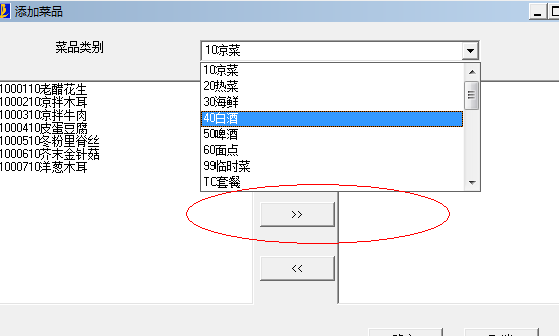 添加菜品
菜品类别
10凉菜
10凉菜
20热菜
30海鲜
40白酒
50啤酒
60面点
99临时菜
TC套餐
1000110老醋花生
1000210京拌木耳
1000310京拌牛肉
1000410皮蛋豆腐
1000510冬粉里脊丝
1000610芥末金针菇
1000710洋葱木耳
>>
<<